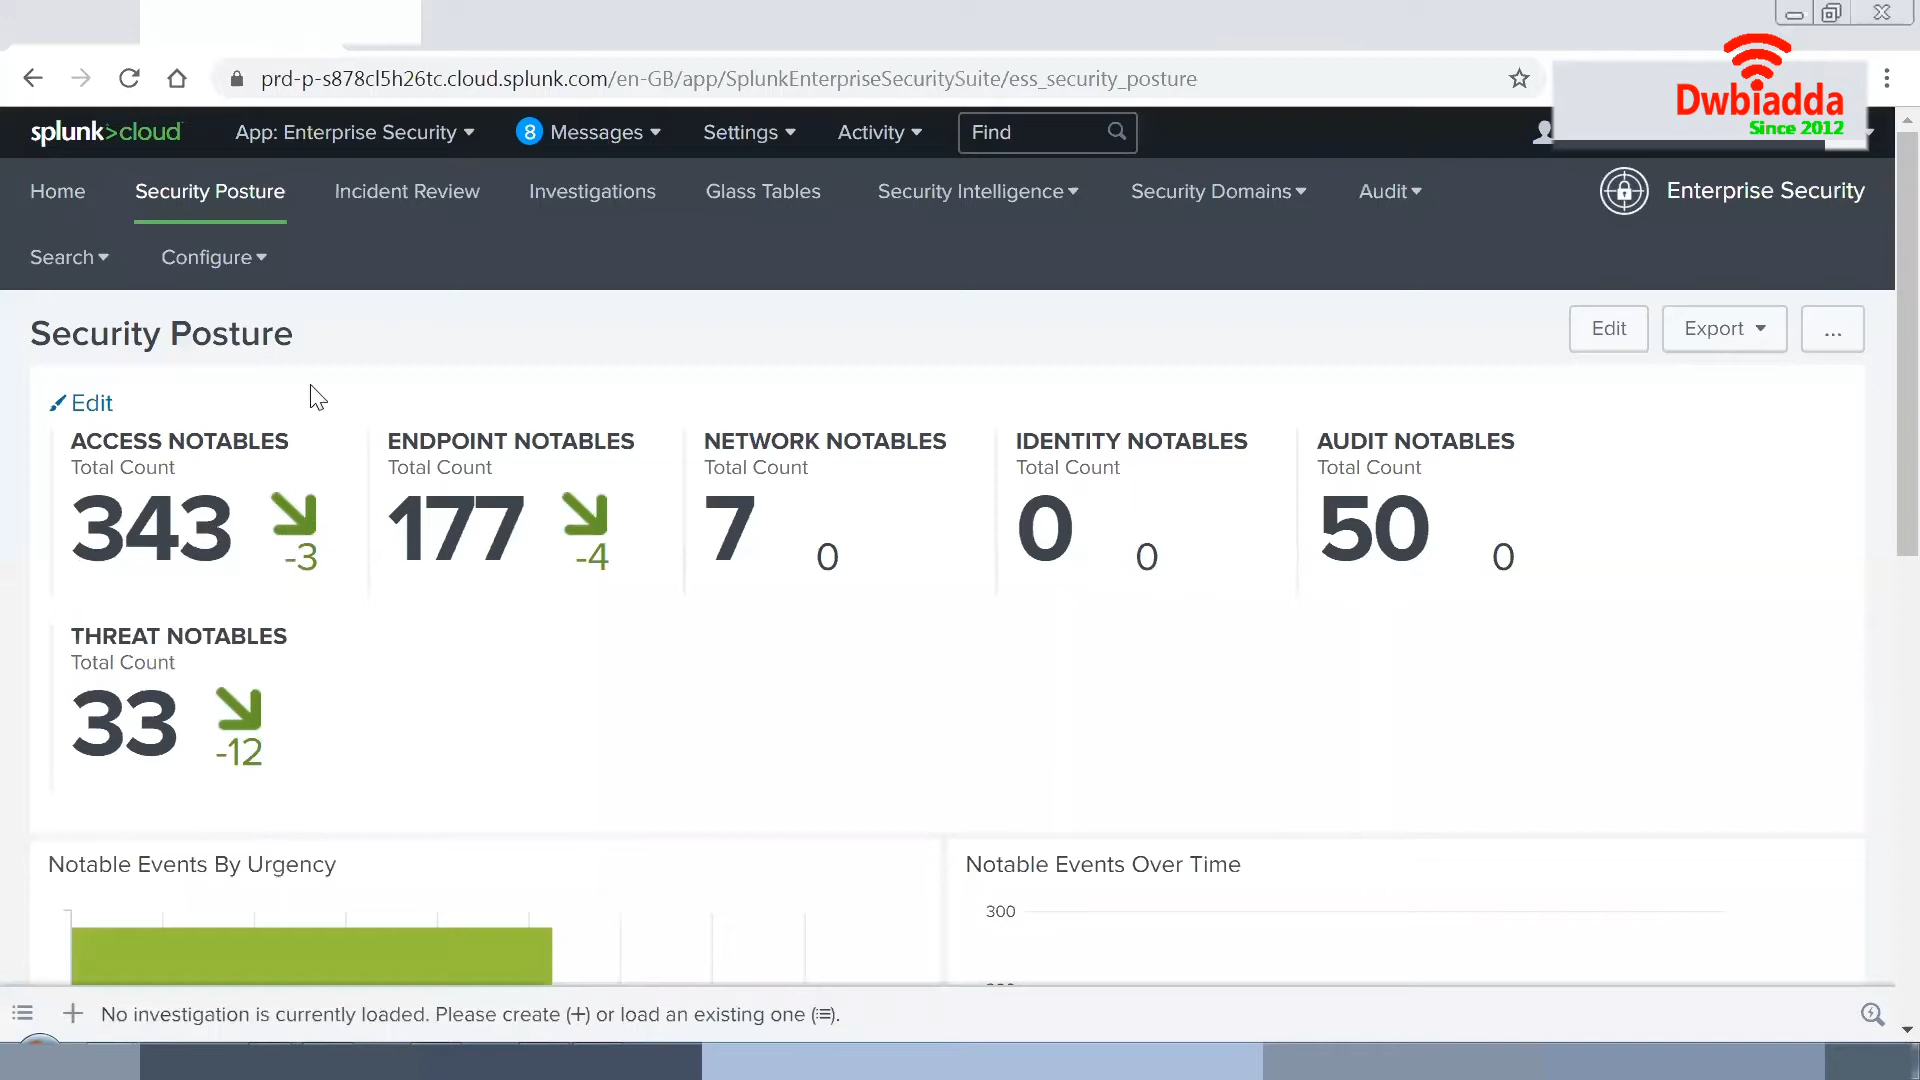 prd-p-s878cl5h26tc.cloud.splunk.com/en-GB/app/SplunkEnterpriseSecuritySuite/ess_security_posture
Dwbiadda
Since 2012
splunk>cloud App: Enterprise Security 8 Messages Settings Activity Find
Home Security Posture Incident Review Investigations Glass Tables Security Intelligence Security Domains Audit Enterprise Security
Search Configure
Security Posture Edit Export ...
Edit
ACCESS NOTABLES ENDPOINT NOTABLES NETWORK NOTABLES IDENTITY NOTABLES AUDIT NOTABLES
Total Count Total Count Total Count Total Count Total Count
343 -3 177 -4 7 0 0 0 50 0
THREAT NOTABLES
Total Count
33 -12
Notable Events By Urgency Notable Events Over Time
300
No investigation is currently loaded. Please create (+) or load an existing one (≔).